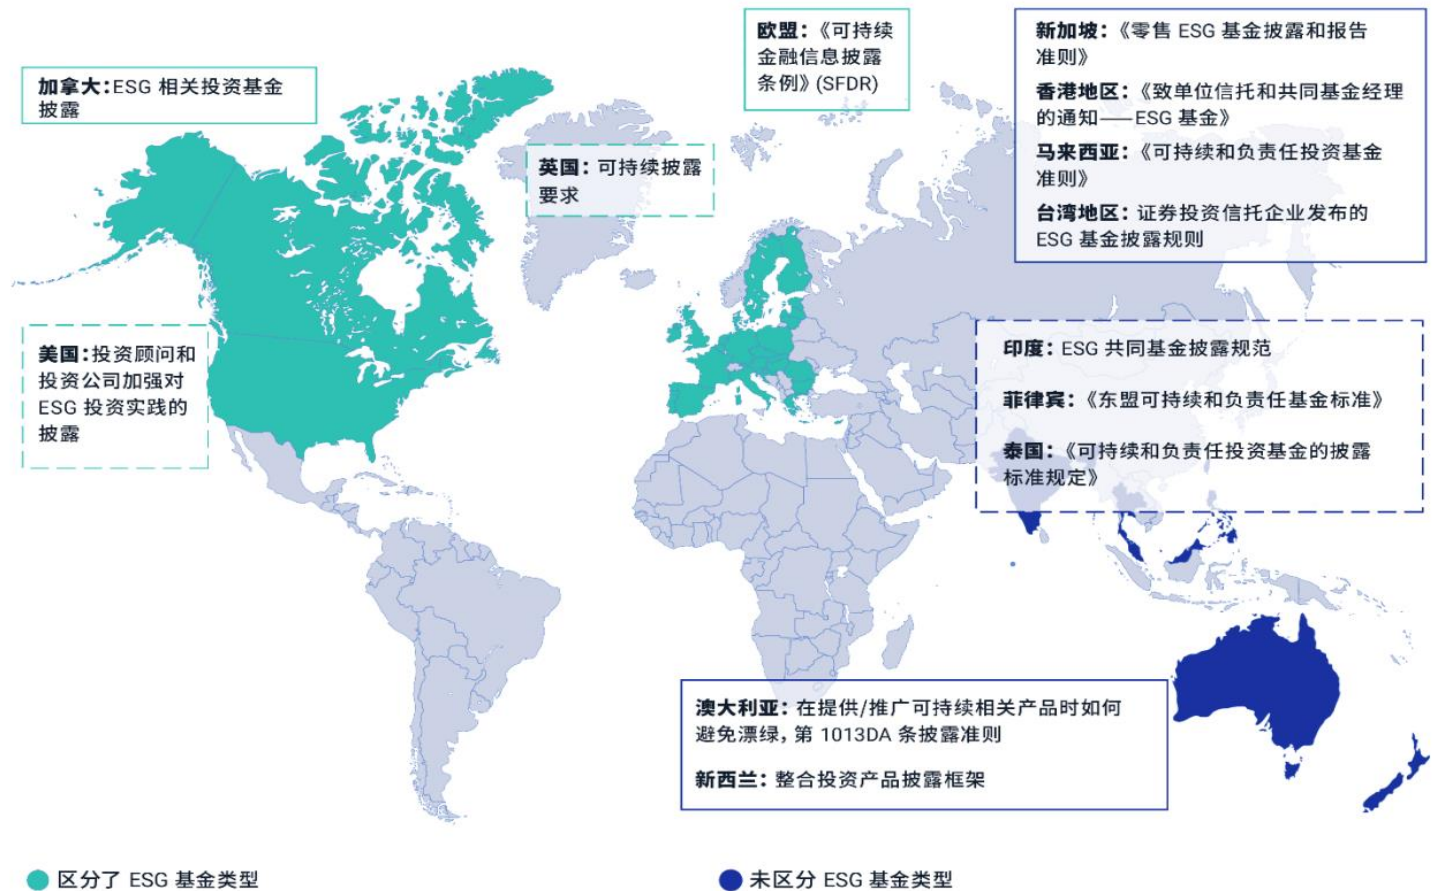 加拿大:ESG 相关投资基金
披露
欧盟：《可持续
金融信息披露
条例》(SFDR)
英国：可持续披露
要求
新加坡：《零售 ESG 基金披露和报告
准则》
香港地区：《致单位信托和共同基金经理
的通知——ESG 基金》
马来西亚：《可持续和负责任投资基金
准则》
台湾地区：证券投资信托企业发布的
ESG 基金披露规则
美国:投资顾问和
投资公司加强对
ESG 投资实践的
披露
印度：ESG 共同基金披露规范
菲律宾：《东盟可持续和负责任基金标准》
泰国：《可持续和负责任投资基金的披露
标准规定》
澳大利亚：在提供/推广可持续相关产品时如何
避免漂绿, 第 1013DA 条披露准则
新西兰：整合投资产品披露框架
区分了 ESG 基金类型
未区分 ESG 基金类型